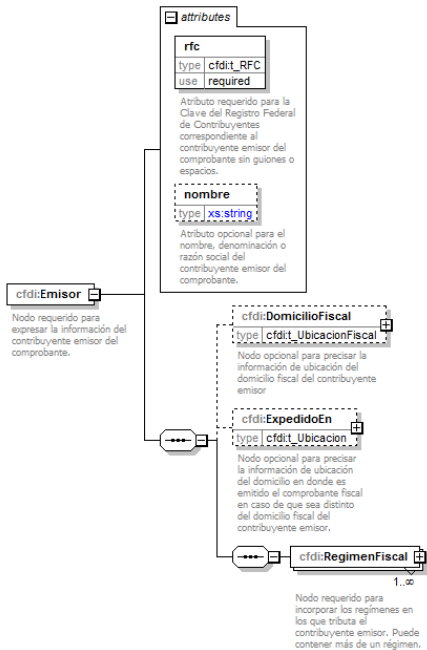 attributes
rfc
type cfdi:t_RFC
use required
Atributo requerido para la
Clave del Registro Federal
de Contribuyentes
correspondiente al
contribuyente emisor del
comprobante sin guiones o
espacios.
nombre
type xs:string
Atributo opcional para el
nombre, denominación o
razón social del
contribuyente emisor del
comprobante.
cfdi:Emisor
Nodo requerido para
expresar la información del
contribuyente emisor del
comprobante.
cfdi:DomicilioFiscal
type cfdi:t_UbicacionFiscal
Nodo opcional para precisar la
información de ubicación del
domicilio fiscal del contribuyente
emisor
cfdi:ExpedidoEn
type cfdi:t_Ubicacion
Nodo opcional para precisar
la información de ubicación
del domicilio en donde es
emitido el comprobante fiscal
en caso de que sea distinto
del domicilio fiscal del
contribuyente emisor.
cfdi:RegimenFiscal
1..∞
Nodo requerido para
incorporar los regímenes en
los que tributa el
contribuyente emisor. Puede
contener más de un régimen.